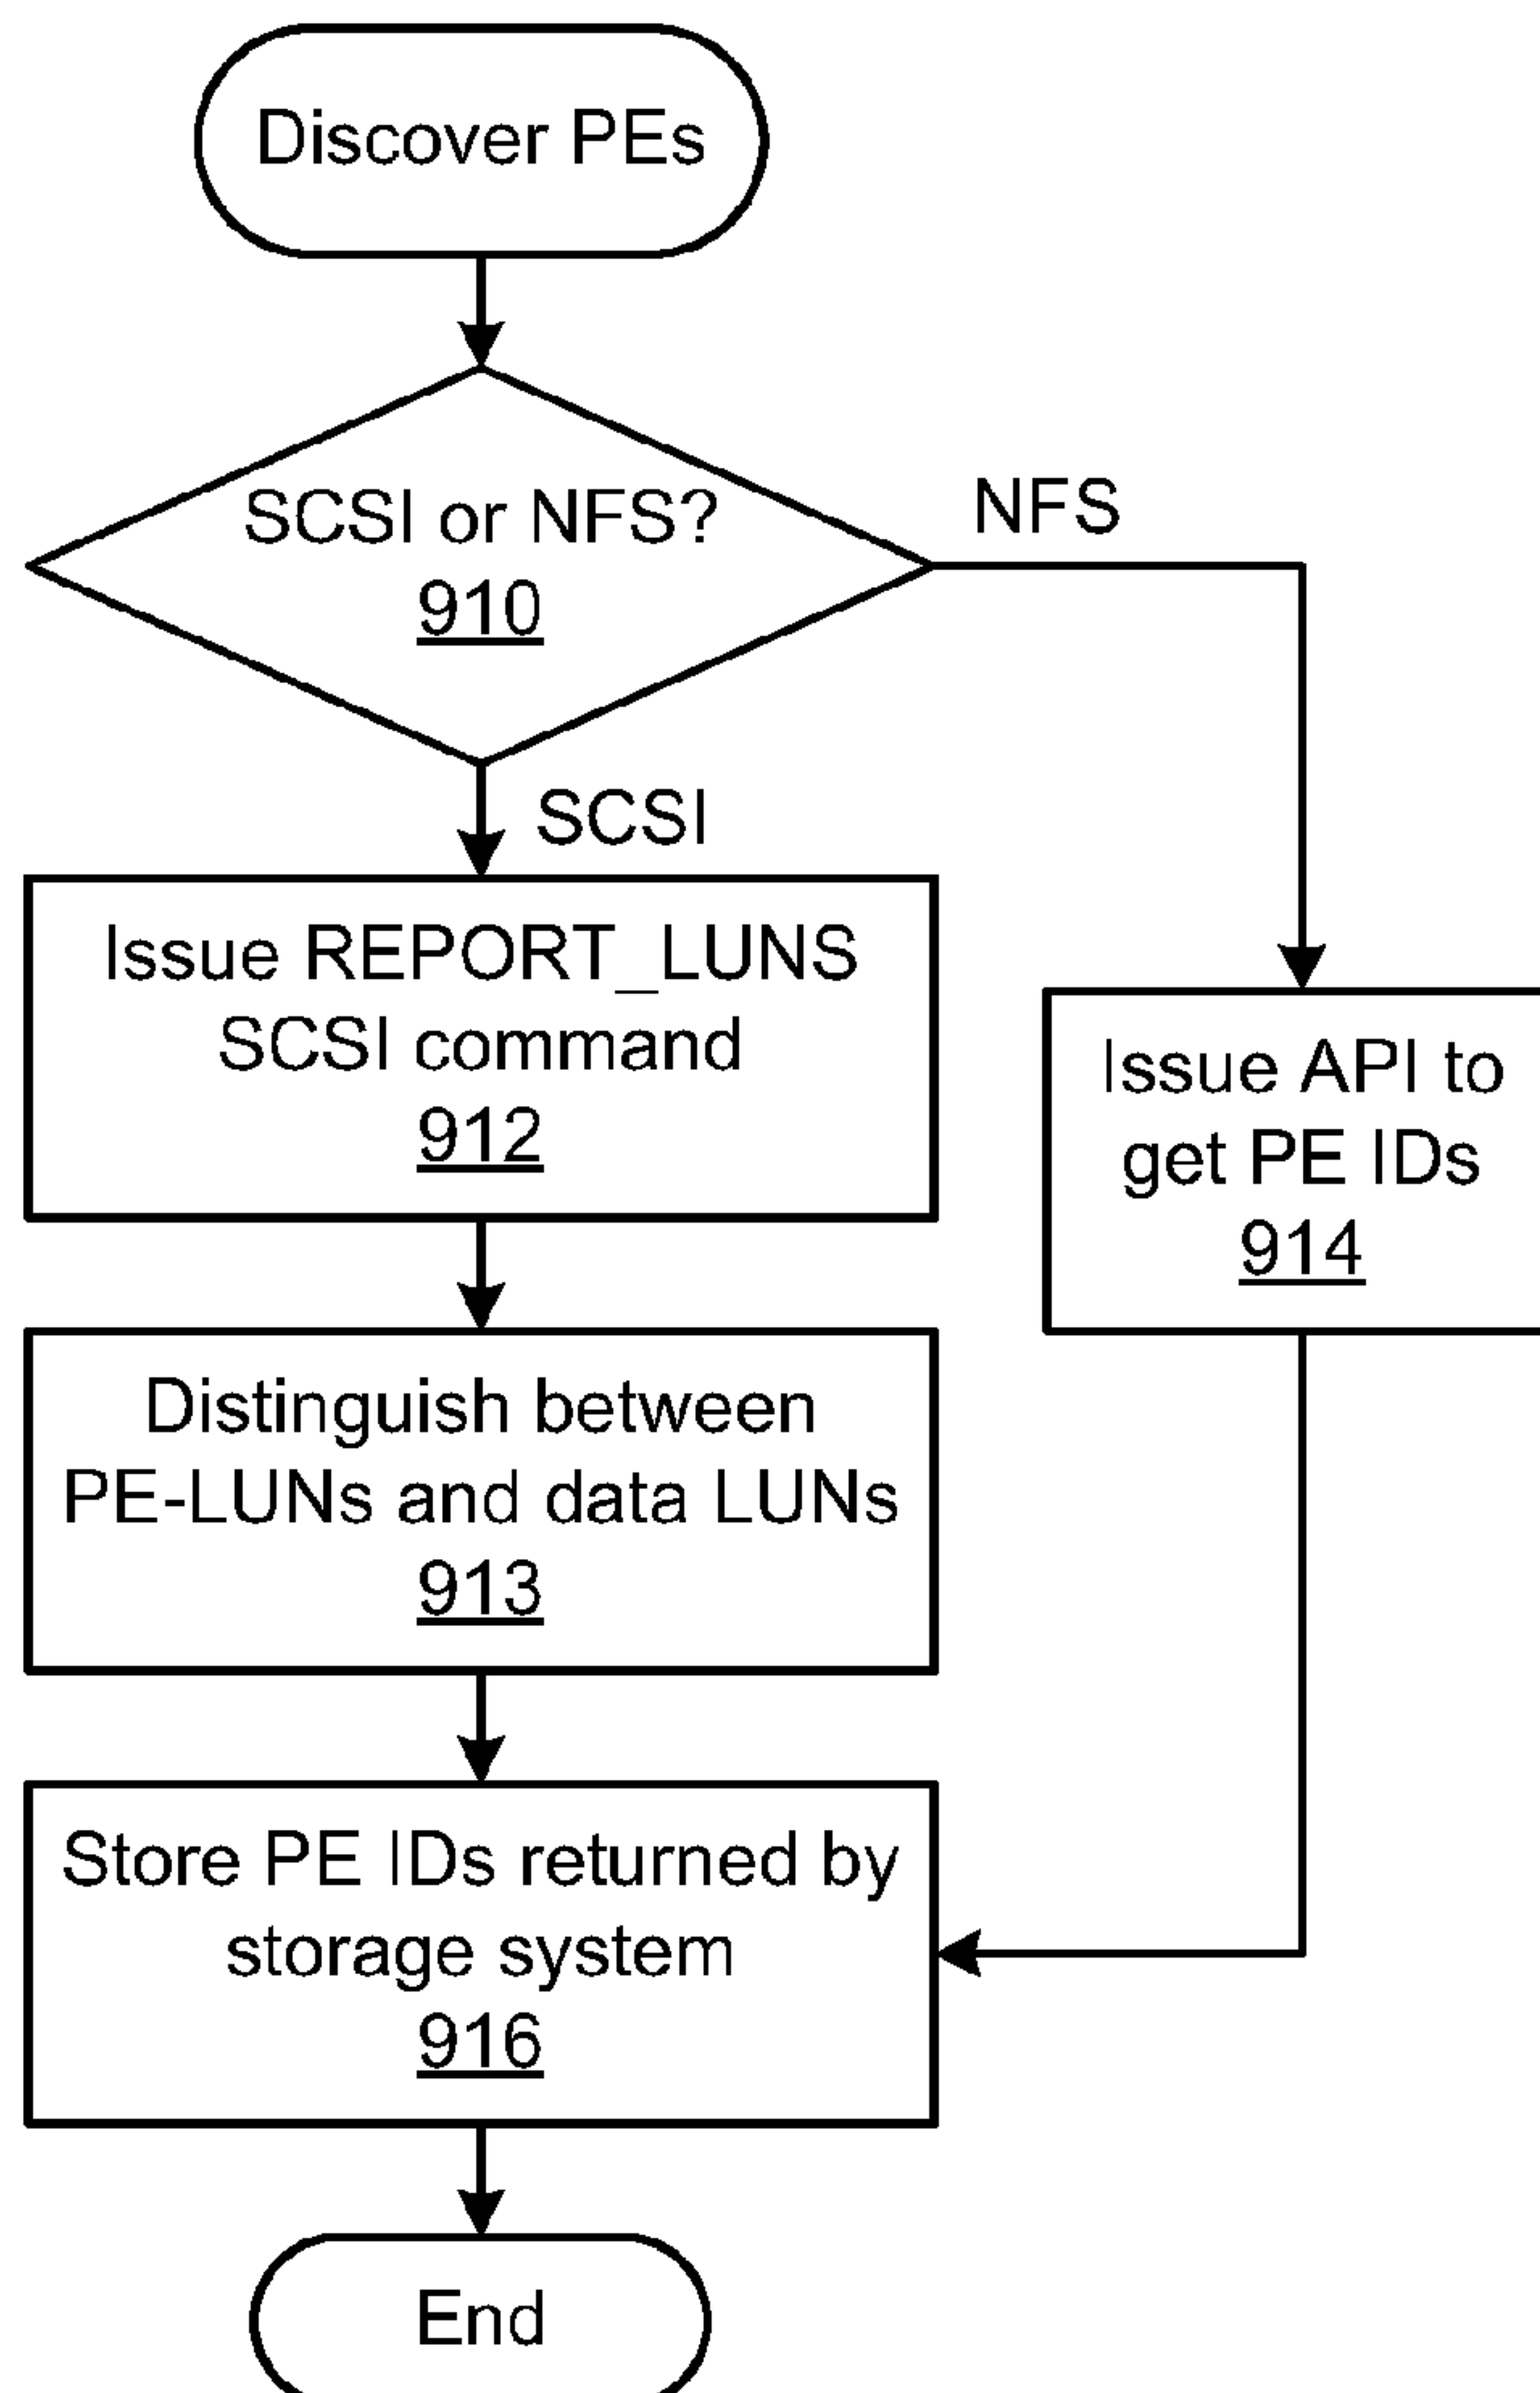 Discover PEs
SCSI or NFS?
910
NFS
SCSI
Issue REPORT_LUNS
SCSI command
912
Issue API to
get PE IDs
914
Distinguish between
PE-LUNs and data LUNs
913
Store PE IDs returned by
storage system
916
End